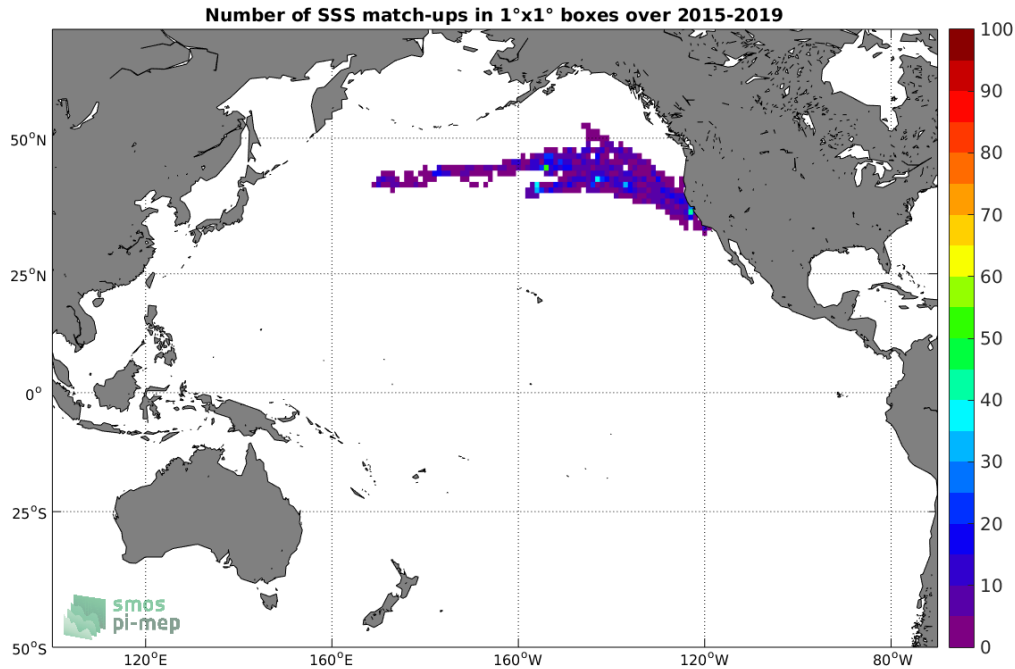 Number of SSS match-ups in 1°x1° boxes over 2015-2019
100
90
80
70
60
50
40
30
20
10
0
50°N
25°N
0°
25°S
50°S
120°E
160°E
160°W
120°W
80°W
smos
pi-mep